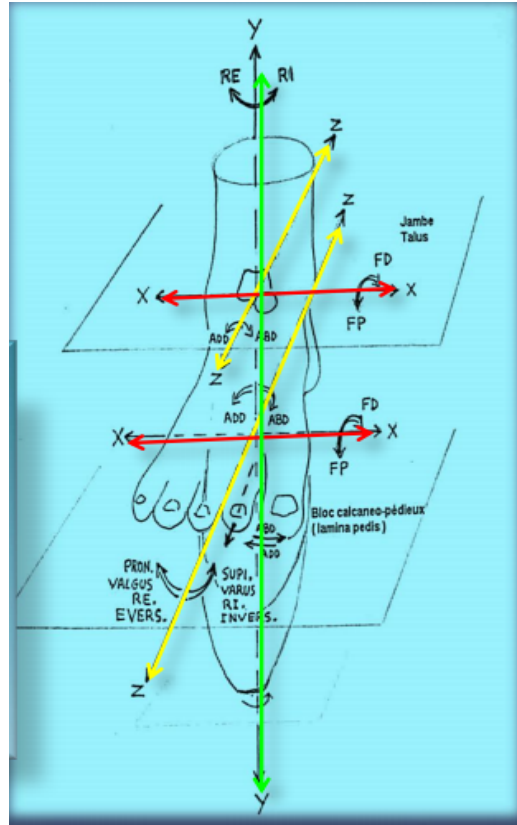 Y
RE RI
Z
Z
Jambe
Talus
FD
X X
FP
ADD ABD
Z
ADD ABD
FD
X X
FP
Bloc calcaneo-pédieux
(lamina pedis)
ABD
ADD
PRON.
VALGUS
RE.
EVERS.
SUPI.
VARUS
RI.
INVERS.
Z
Y